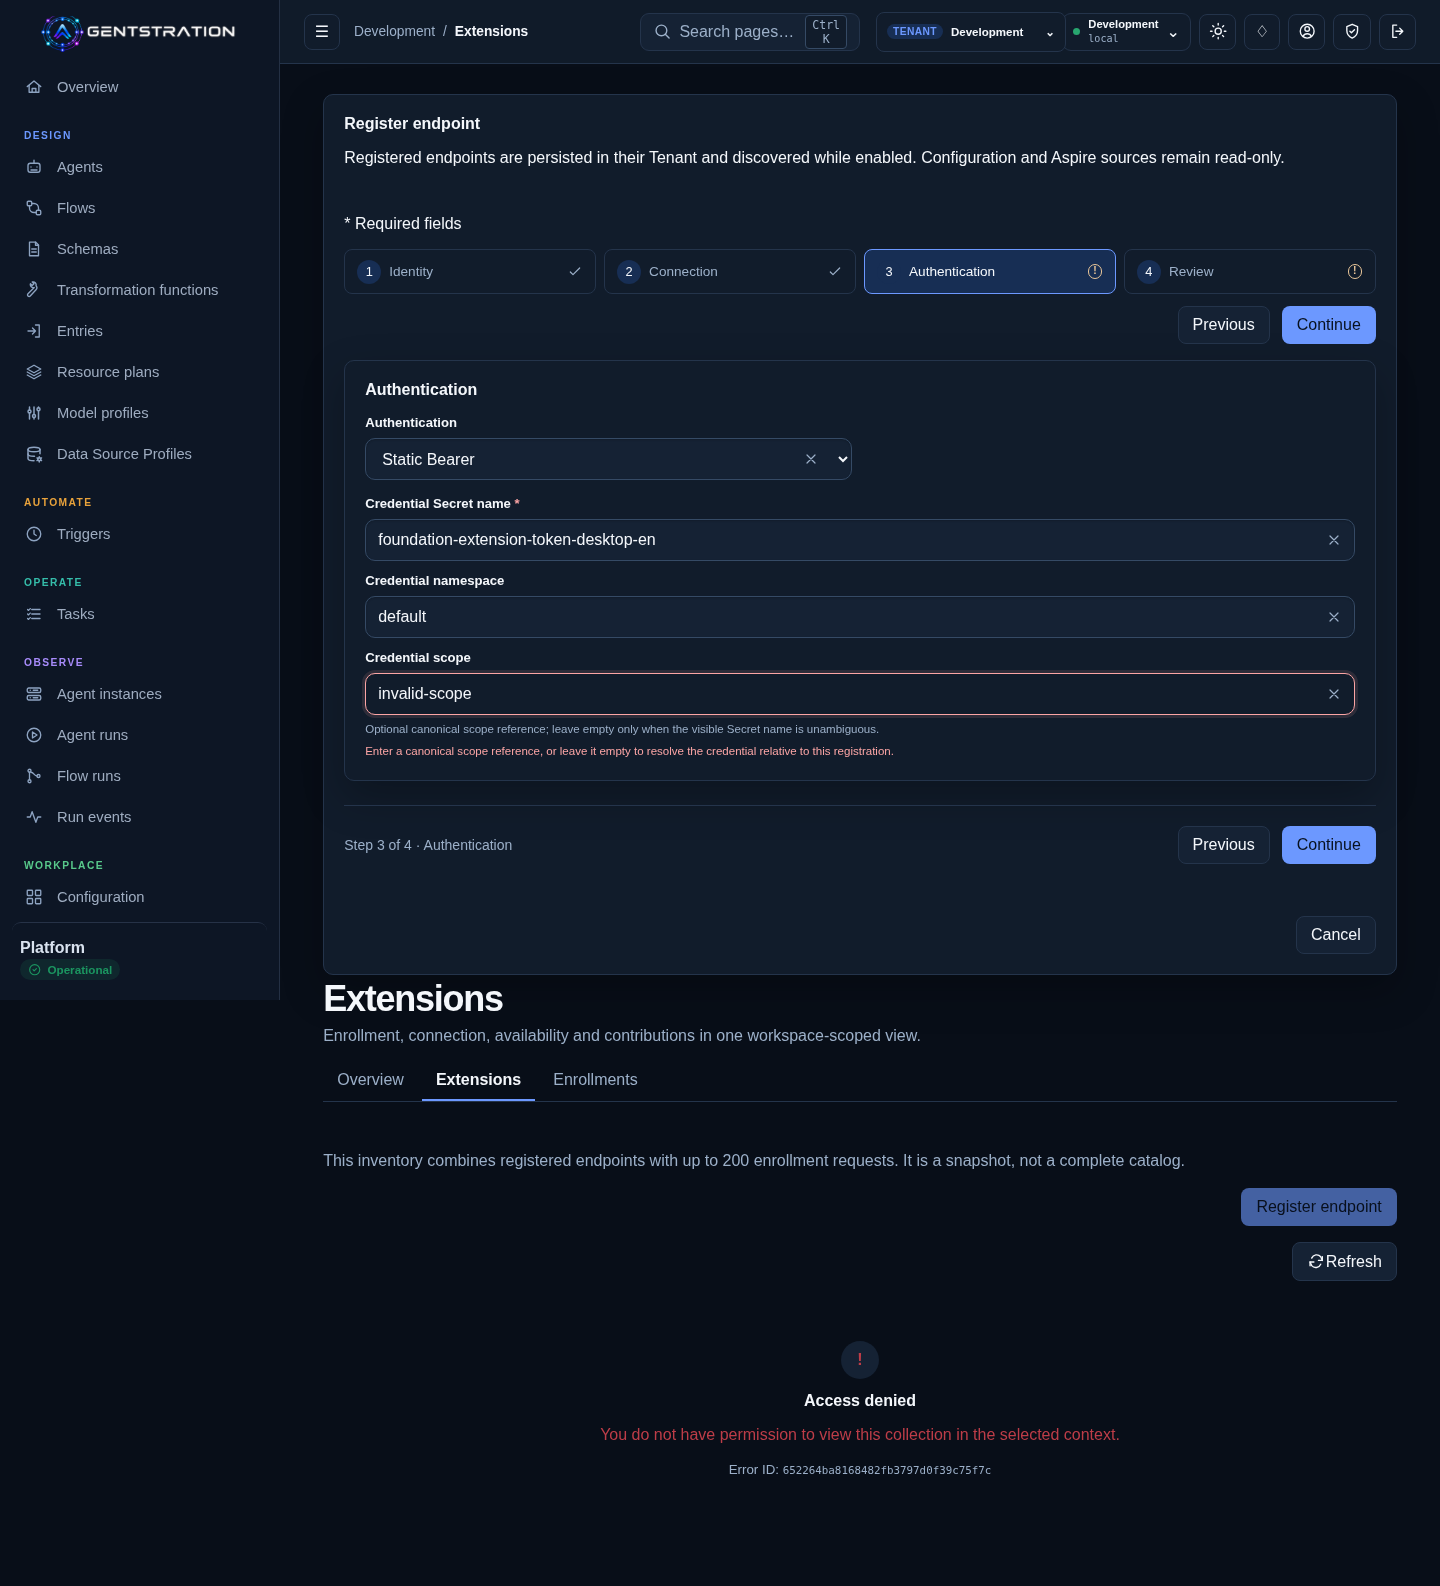 GENTSTRATION
Overview
DESIGN
Agents
Flows
Schemas
Transformation functions
Entries
Resource plans
Model profiles
Data Source Profiles
AUTOMATE
Triggers
OPERATE
Tasks
OBSERVE
Agent instances
Agent runs
Flow runs
Run events
WORKPLACE
Configuration
Platform
Operational
Development / Extensions
Search pages…
Ctrl
K
TENANT Development
Development
local
Register endpoint
Registered endpoints are persisted in their Tenant and discovered while enabled. Configuration and Aspire sources remain read-only.
* Required fields
1 Identity
2 Connection
3 Authentication !
4 Review !
Previous
Continue
Authentication
Authentication
Static Bearer
Credential Secret name *
foundation-extension-token-desktop-en
Credential namespace
default
Credential scope
invalid-scope
Optional canonical scope reference; leave empty only when the visible Secret name is unambiguous.
Enter a canonical scope reference, or leave it empty to resolve the credential relative to this registration.
Step 3 of 4 · Authentication
Previous
Continue
Cancel
Extensions
Enrollment, connection, availability and contributions in one workspace-scoped view.
Overview
Extensions
Enrollments
This inventory combines registered endpoints with up to 200 enrollment requests. It is a snapshot, not a complete catalog.
Register endpoint
Refresh
!
Access denied
You do not have permission to view this collection in the selected context.
Error ID: 652264ba8168482fb3797d0f39c75f7c